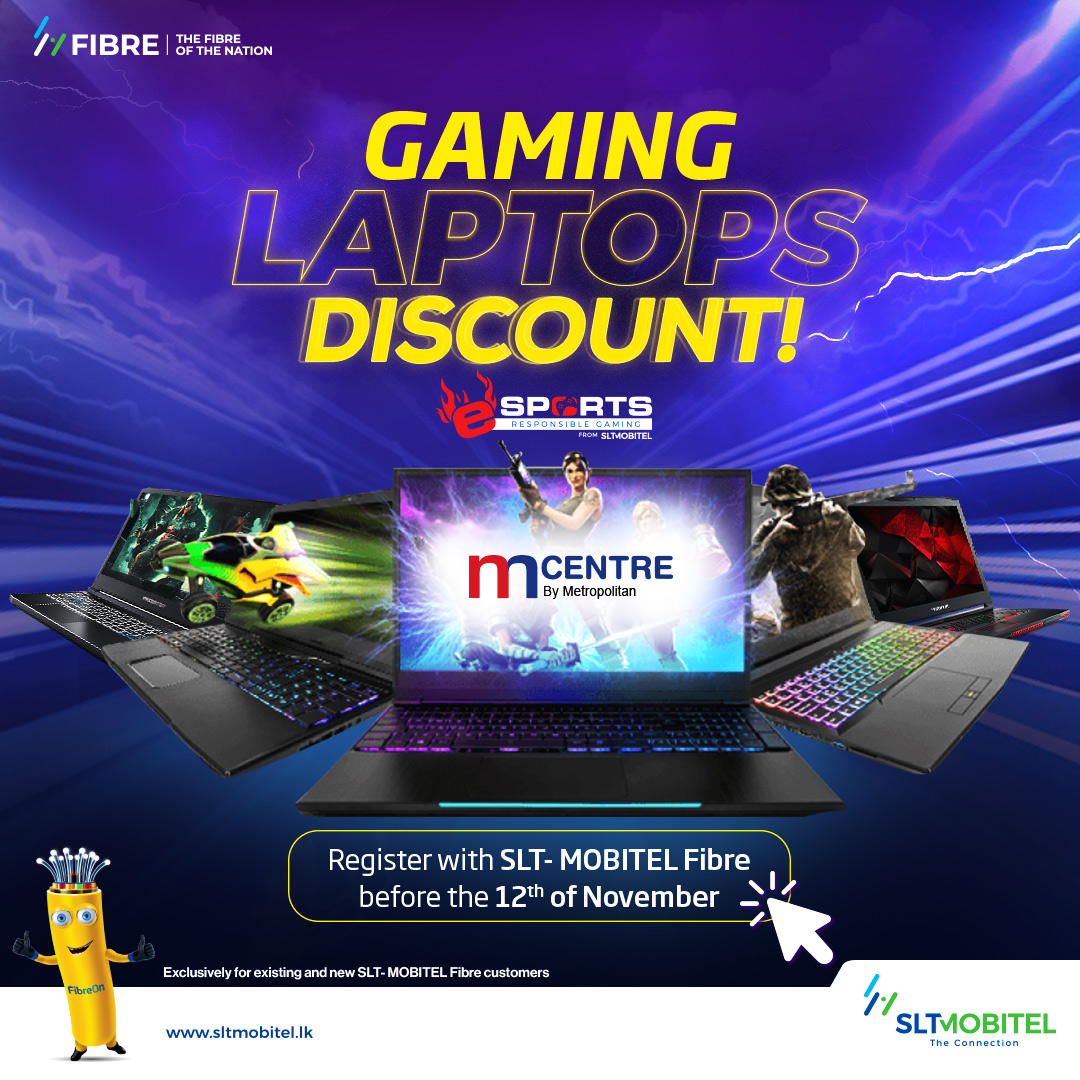 FIBRE
THE FIBRE
OF THE NATION
GAMING
LAPTOPS
DISCOUNT!
eSPORTS
RESPONSIBLE GAMING
FROM SLTMOBITEL
mCENTRE
By Metropolitan
Register with SLT- MOBITEL Fibre
before the 12th of November
Exclusively for existing and new SLT- MOBITEL Fibre customers
FibreOn
www.sltmobitel.lk
SLTMOBITEL
The Connection